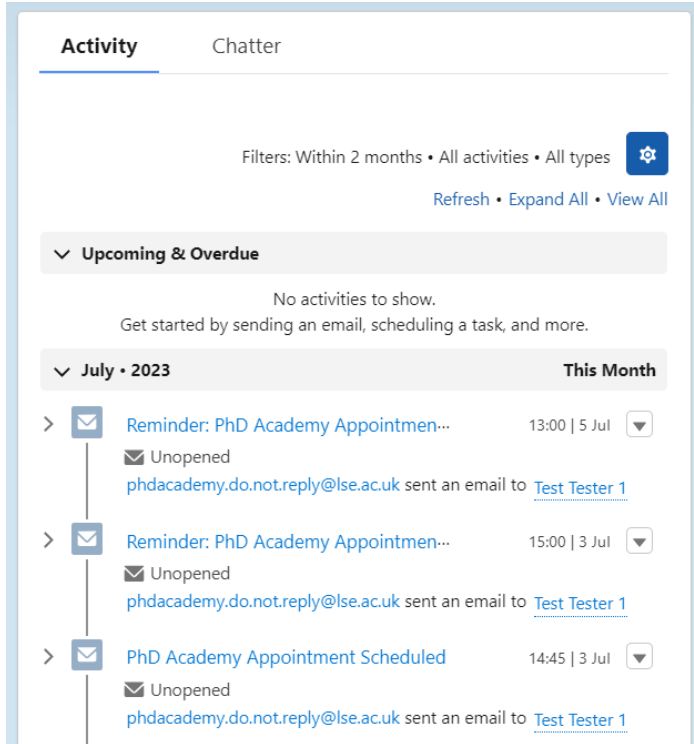 Activity Chatter
Filters: Within 2 months • All activities • All types
Refresh • Expand All • View All
Upcoming & Overdue
No activities to show.
Get started by sending an email, scheduling a task, and more.
July • 2023 This Month
Reminder: PhD Academy Appointmen... 13:00 | 5 Jul
Unopened
phdacademy.do.not.reply@lse.ac.uk sent an email to Test Tester 1
Reminder: PhD Academy Appointmen... 15:00 | 3 Jul
Unopened
phdacademy.do.not.reply@lse.ac.uk sent an email to Test Tester 1
PhD Academy Appointment Scheduled 14:45 | 3 Jul
Unopened
phdacademy.do.not.reply@lse.ac.uk sent an email to Test Tester 1